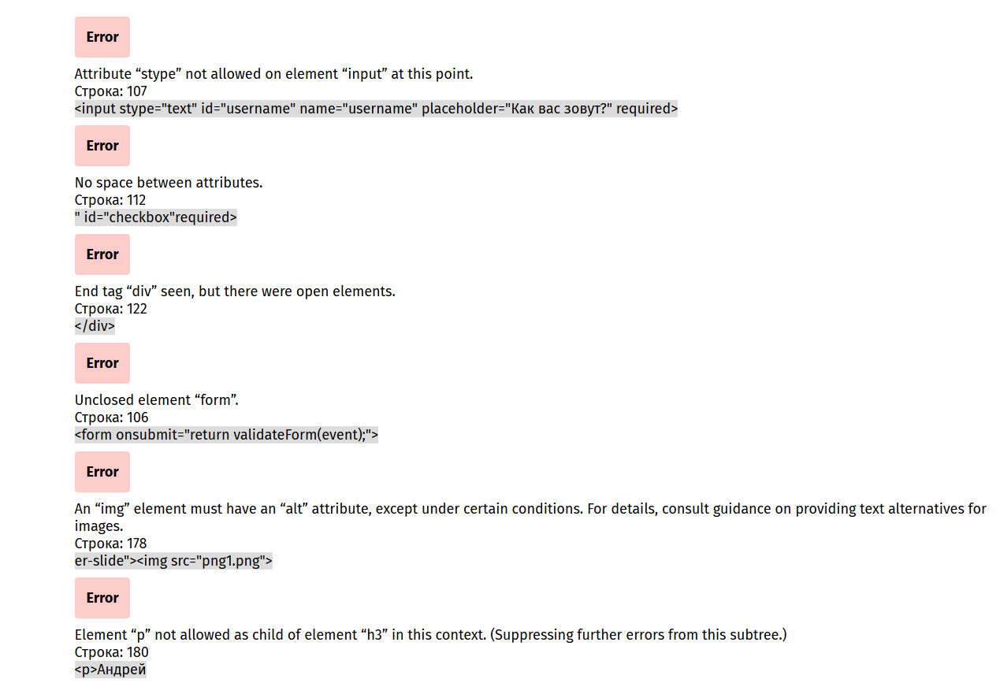 Error
Attribute “stype” not allowed on element “input” at this point.
Строка: 107
<input stype="text" id="username" name="username" placeholder="Как вас зовут?" required>
Error
No space between attributes.
Строка: 112
" id="checkbox"required>
Error
End tag “div” seen, but there were open elements.
Строка: 122
</div>
Error
Unclosed element “form”.
Строка: 106
<form onsubmit="return validateForm(event);">
Error
An “img” element must have an “alt” attribute, except under certain conditions. For details, consult guidance on providing text alternatives for
images.
Строка: 178
er-slide"><img src="png1.png">
Error
Element “p” not allowed as child of element “h3” in this context. (Suppressing further errors from this subtree.)
Строка: 180
<p>Андрей